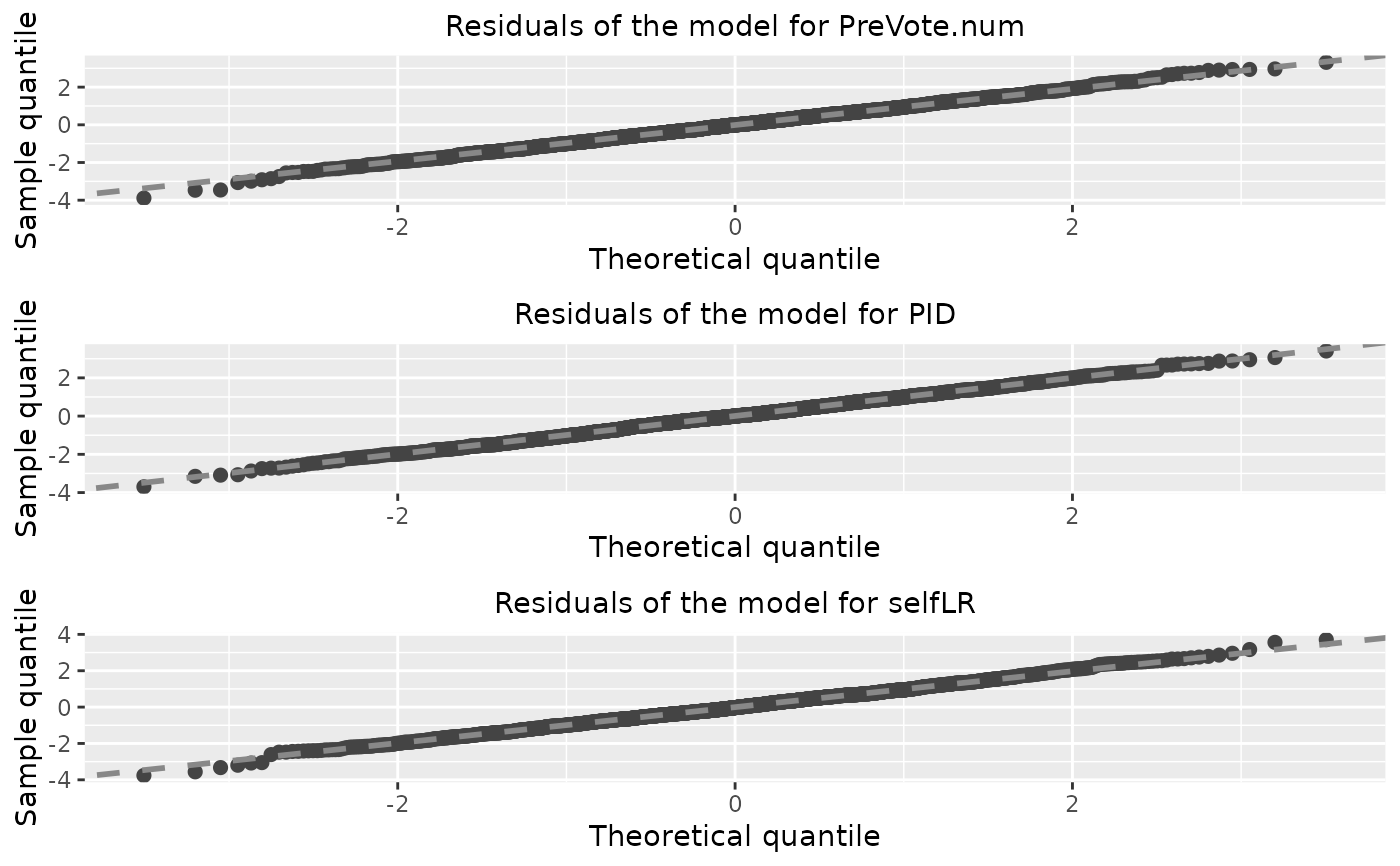 Residuals of the model for PreVote.num
Sample quantile
2
0
-2
-4
-2 0 2
Theoretical quantile
Residuals of the model for PID
Sample quantile
2
0
-2
-4
-2 0 2
Theoretical quantile
Residuals of the model for selfLR
Sample quantile
4
2
0
-2
-4
-2 0 2
Theoretical quantile